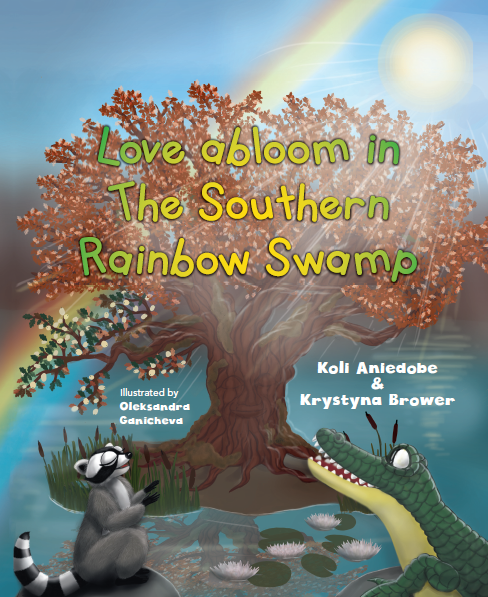 Love abloom in
The Southern
Rainbow Swamp
Koli Aniedobe
&
Krystyna Brower
Illustrated by
Oleksandra
Ganicheva